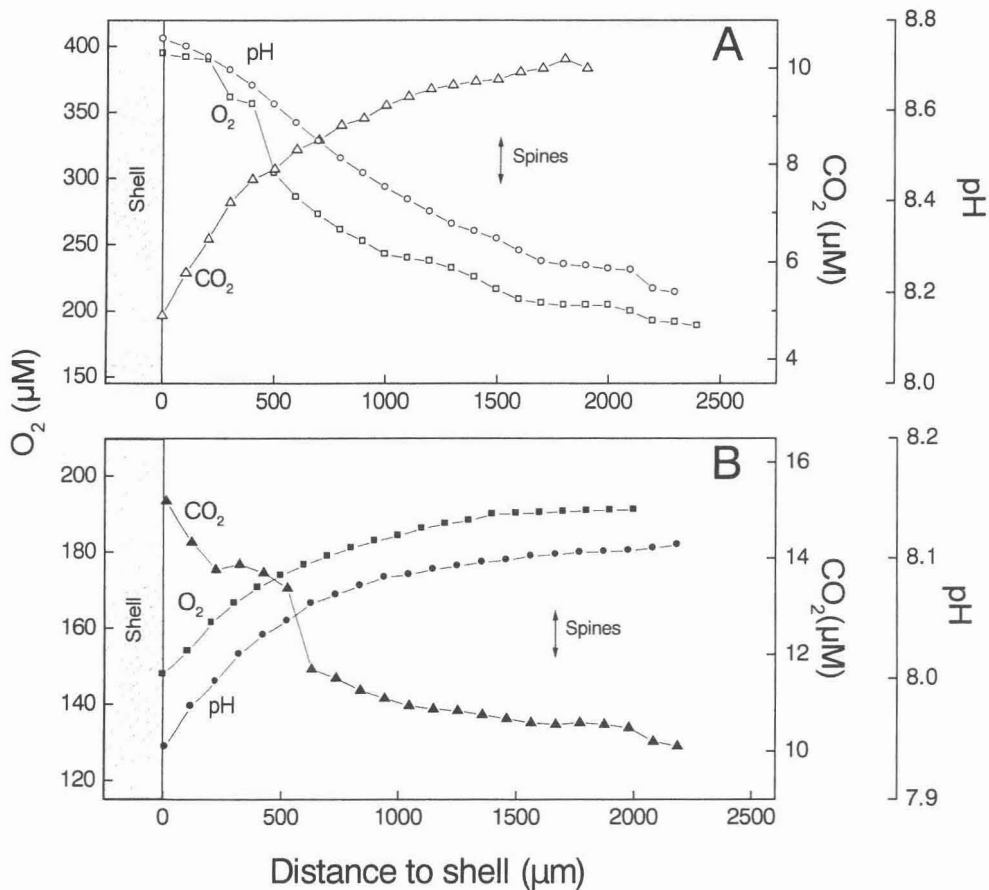 A
400
350
300
250
200
150
0
500
1000
1500
2000
2500
10
8
6
4
CO2 (µM)
8.8
8.6
8.4
8.2
8.0
pH
Shell
pH
O2
CO2
Spines
O2 (µM)
B
200
180
160
140
120
0
500
1000
1500
2000
2500
16
14
12
10
CO2(µM)
8.2
8.1
8.0
7.9
pH
Shell
CO2
O2
pH
Spines
Distance to shell (µm)